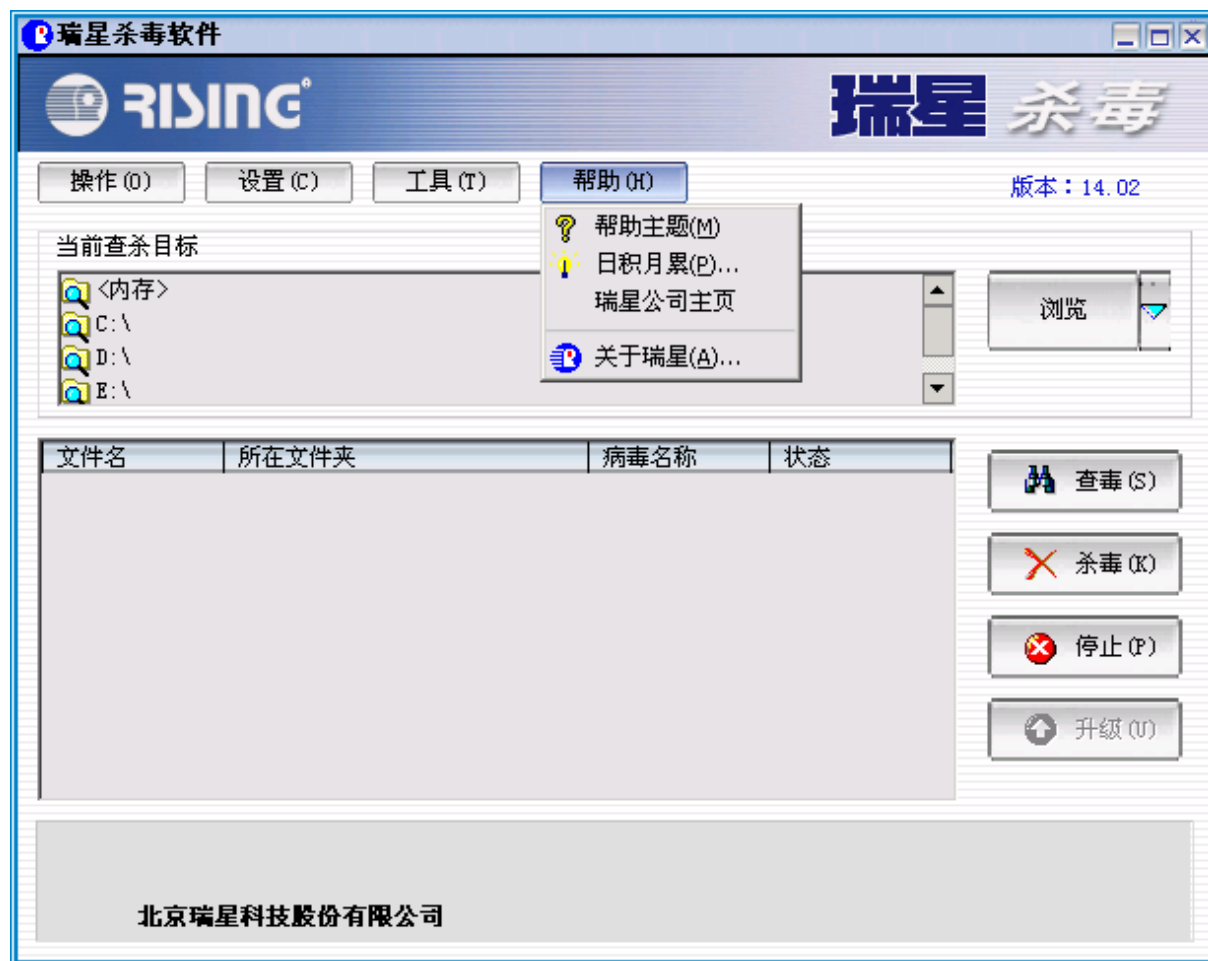 瑞星杀毒软件
RISING® 瑞星 杀毒
操作(O) 设置(C) 工具(T) 帮助(H) 版本：14.02
帮助主题(M)
日积月累(P)...
瑞星公司主页
关于瑞星(A)...
当前查杀目标
<内存>
C:\
D:\
E:\
浏览
文件名 所在文件夹 病毒名称 状态
查毒(S)
杀毒(K)
停止(P)
升级(U)
北京瑞星科技股份有限公司